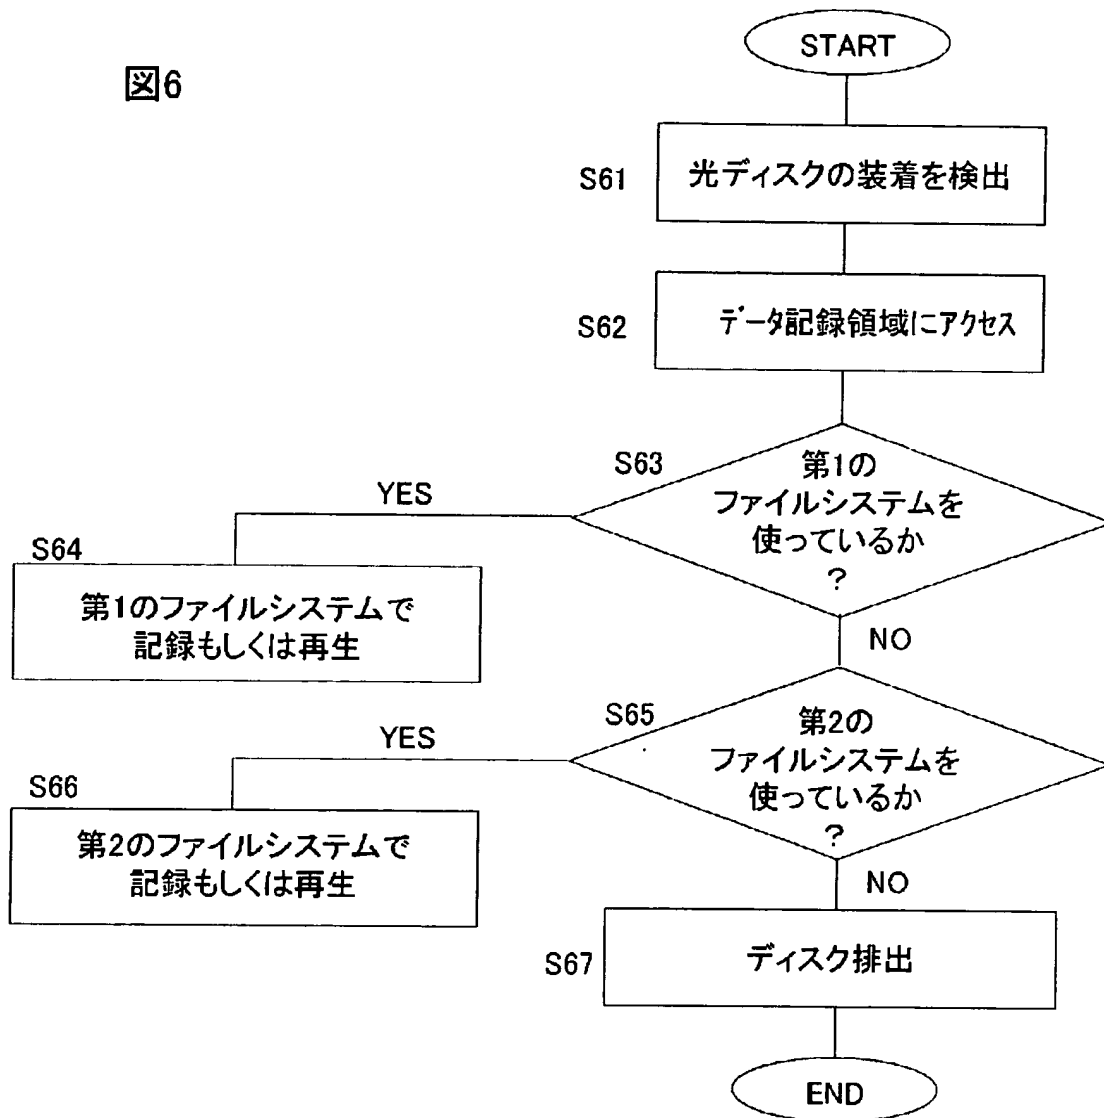 図6
START
S61
光ディスクの装着を検出
S62
データ記録領域にアクセス
S63
第1の
ファイルシステムを
使っているか
?
YES
S64
第1のファイルシステムで
記録もしくは再生
NO
S65
第2の
ファイルシステムを
使っているか
?
YES
S66
第2のファイルシステムで
記録もしくは再生
NO
S67
ディスク排出
END